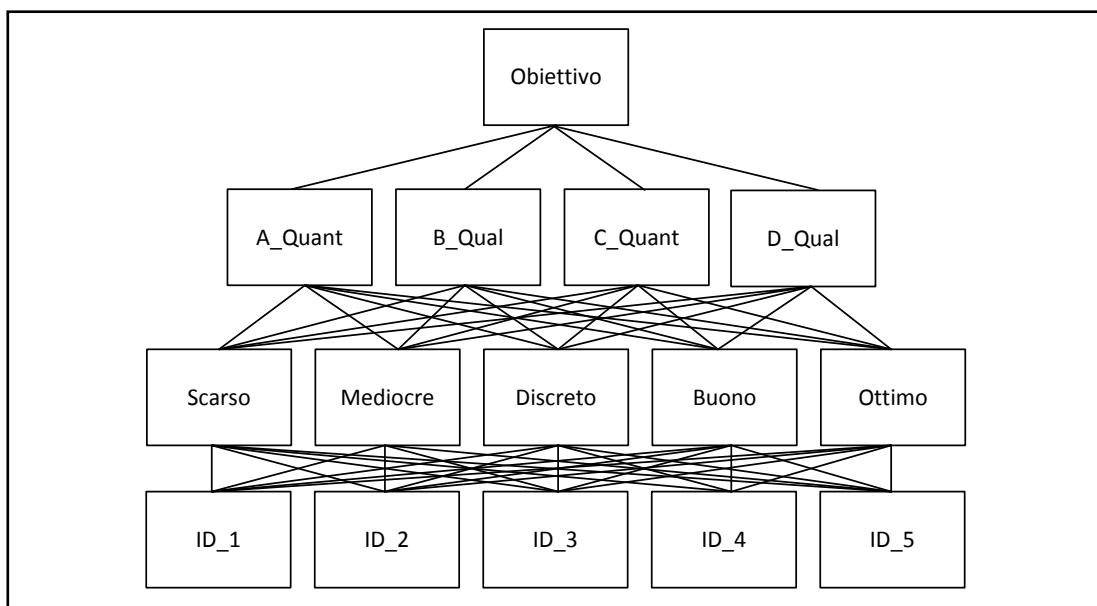 Obiettivo
A_Quant
B_Qual
C_Quant
D_Qual
Scarso
Mediocre
Discreto
Buono
Ottimo
ID_1
ID_2
ID_3
ID_4
ID_5